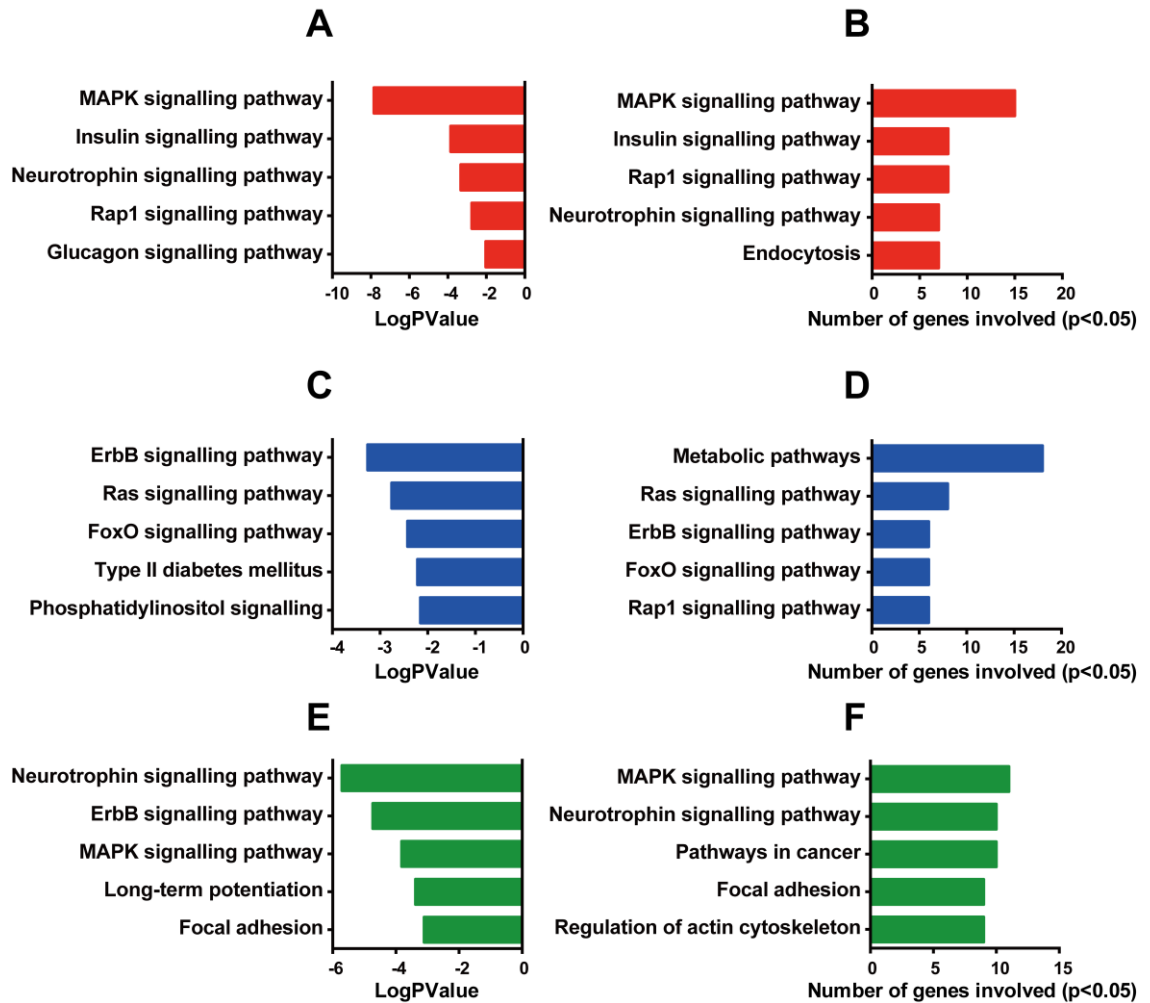 A
MAPK signalling pathway
Insulin signalling pathway
Neurotrophin signalling pathway
Rap1 signalling pathway
Glucagon signalling pathway
-10 -8 -6 -4 -2 0
LogPValue
B
MAPK signalling pathway
Insulin signalling pathway
Rap1 signalling pathway
Neurotrophin signalling pathway
Endocytosis
0 5 10 15 20
Number of genes involved (p<0.05)
C
ErbB signalling pathway
Ras signalling pathway
FoxO signalling pathway
Type II diabetes mellitus
Phosphatidylinositol signalling
-4 -3 -2 -1 0
LogPValue
D
Metabolic pathways
Ras signalling pathway
ErbB signalling pathway
FoxO signalling pathway
Rap1 signalling pathway
0 5 10 15 20
Number of genes involved (p<0.05)
E
Neurotrophin signalling pathway
ErbB signalling pathway
MAPK signalling pathway
Long-term potentiation
Focal adhesion
-6 -4 -2 0
LogPValue
F
MAPK signalling pathway
Neurotrophin signalling pathway
Pathways in cancer
Focal adhesion
Regulation of actin cytoskeleton
0 5 10 15
Number of genes involved (p<0.05)